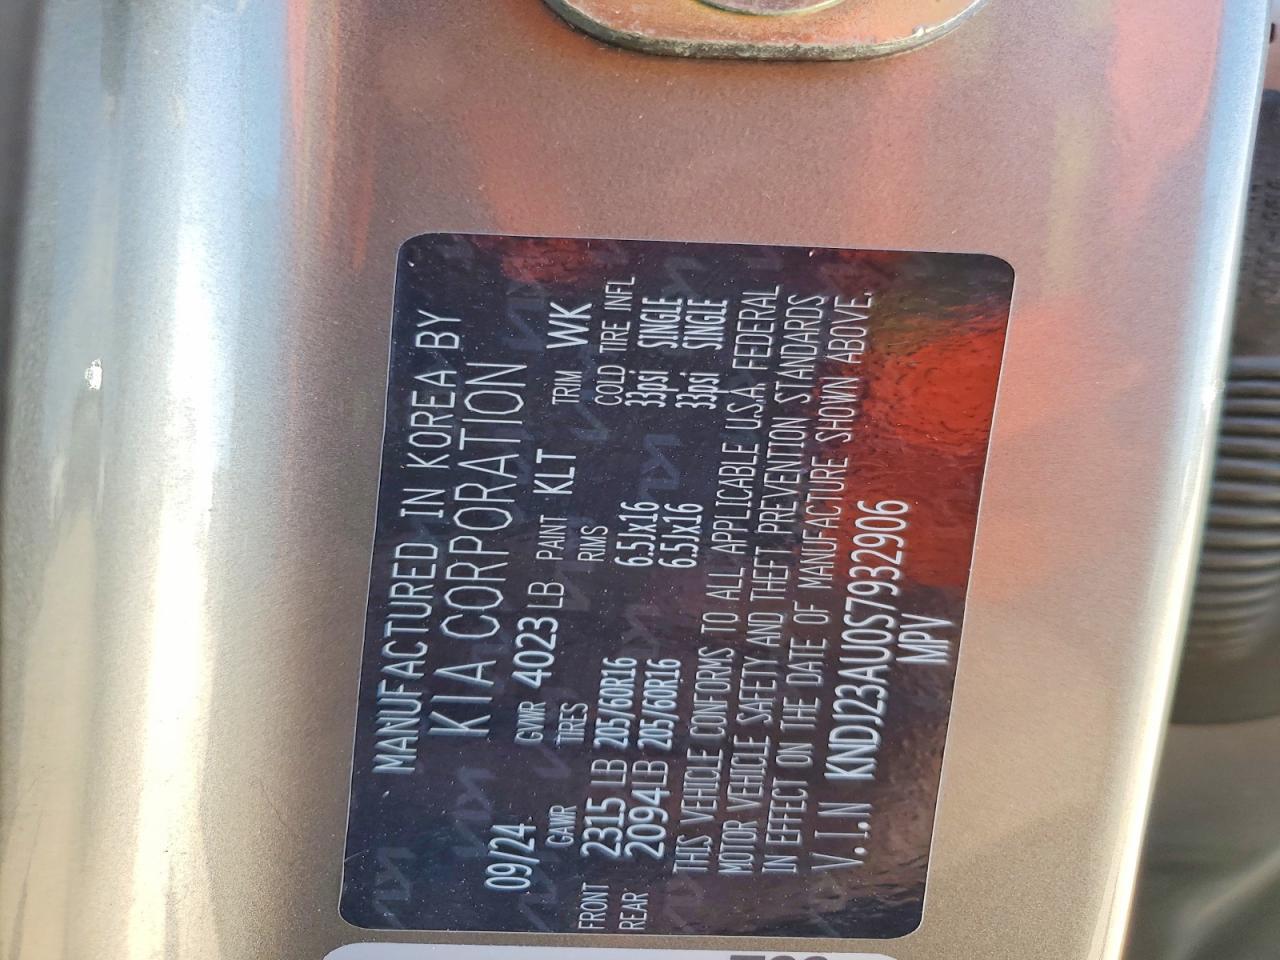 MANUFACTURED IN KOREA BY
KIA CORPORATION
09/24 GVWR 4023 LB PAINT KLT TRIM WK
GAWR TIRES RIMS COLD TIRE INFL
FRONT 2315 LB 205/60R16 6.5Jx16 33psi SINGLE
REAR 2094 LB 205/60R16 6.5Jx16 33psi SINGLE
THIS VEHICLE CONFORMS TO ALL APPLICABLE U.S.A. FEDERAL
MOTOR VEHICLE SAFETY AND THEFT PREVENTION STANDARDS
IN EFFECT ON THE DATE OF MANUFACTURE SHOWN ABOVE.
V.I.N KNDJ23AU0S7932906
MPV